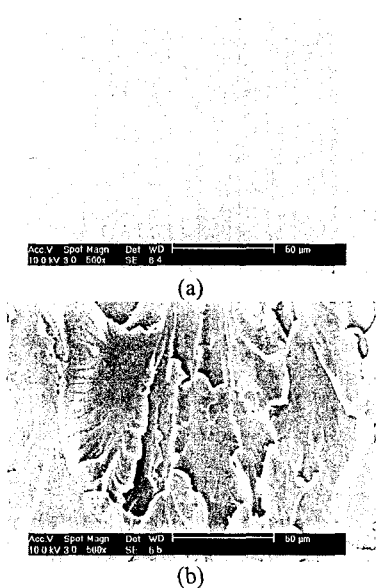 Acc.V Spot Magn Det WD 50 µm
10.0 kV 3.0 500x SE 6.4
(a)
Acc.V Spot Magn Det WD 50 µm
10.0 kV 3.0 500x SE 6.6
(b)